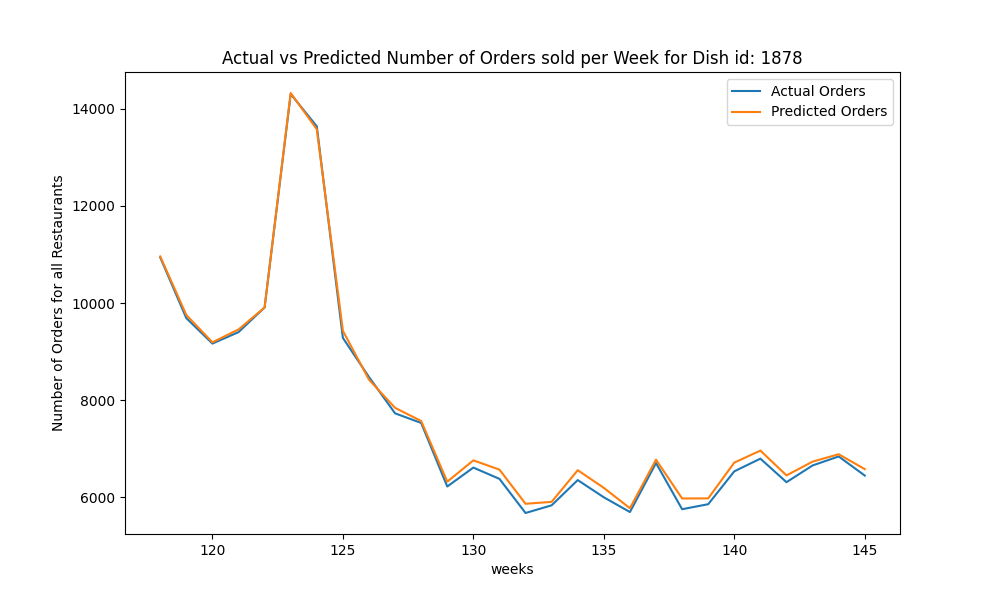 Actual vs Predicted Number of Orders sold per Week for Dish id: 1878
Actual Orders
Predicted Orders
Number of Orders for all Restaurants
14000
12000
10000
8000
6000
120
125
130
135
140
145
weeks